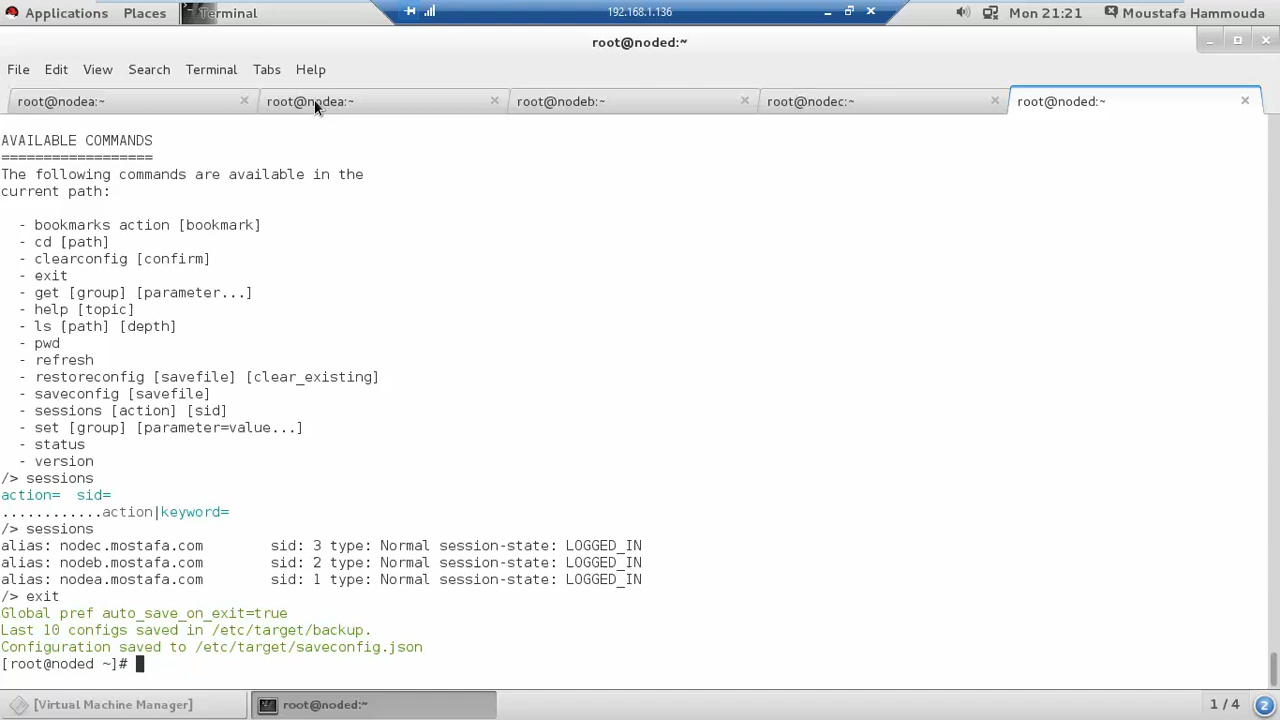 Applications Places Terminal 192.168.1.136 Mon 21:21 Moustafa Hammouda
root@noded:~
File Edit View Search Terminal Tabs Help
root@nodea:~ root@nodea:~ root@nodeb:~ root@nodec:~ root@noded:~
AVAILABLE COMMANDS
==================
The following commands are available in the
current path:
- bookmarks action [bookmark]
- cd [path]
- clearconfig [confirm]
- exit
- get [group] [parameter...]
- help [topic]
- ls [path] [depth]
- pwd
- refresh
- restoreconfig [savefile] [clear_existing]
- saveconfig [savefile]
- sessions [action] [sid]
- set [group] [parameter=value...]
- status
- version
/> sessions
action=  sid=
............action|keyword=
/> sessions
alias: nodec.mostafa.com        sid: 3 type: Normal session-state: LOGGED_IN
alias: nodeb.mostafa.com        sid: 2 type: Normal session-state: LOGGED_IN
alias: nodea.mostafa.com        sid: 1 type: Normal session-state: LOGGED_IN
/> exit
Global pref auto_save_on_exit=true
Last 10 configs saved in /etc/target/backup.
Configuration saved to /etc/target/saveconfig.json
[root@noded ~]#
[Virtual Machine Manager] root@noded:~ 1 / 4 2